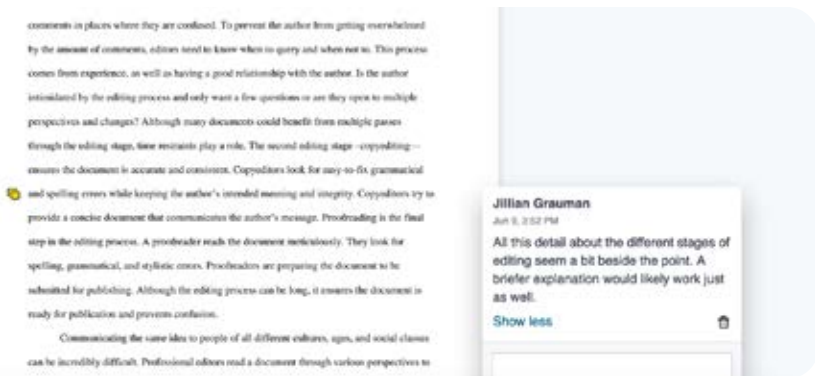 comments in places where they are confused. To prevent the author from getting overwhelmed
by the amount of comments, editors need to know when to query and when not to. This process
comes from experience, as well as having a good relationship with the author. Is the author
intimidated by the editing process and only want a few questions or are they open to multiple
perspectives and changes? Although many documents could benefit from multiple passes
through the editing stage, time restraints play a role. The second editing stage –copyediting—
ensures the document is accurate and consistent. Copyeditors look for easy-to-fix grammatical
and spelling errors while keeping the author's intended meaning and integrity. Copyeditors try to
provide a concise document that communicates the author's message. Proofreading is the final
step in the editing process. A proofreader reads the document meticulously. They look for
spelling, grammatical, and stylistic errors. Proofreaders are preparing the document to be
submitted for publishing. Although the editing process can be long, it ensures the document is
ready for publication and prevents confusion.
Communicating the same idea to people of all different cultures, ages, and social classes
can be incredibly difficult. Professional editors read a document through various perspectives to
Jillian Grauman
Jun 9, 2:52 PM
All this detail about the different stages of
editing seem a bit beside the point. A
briefer explanation would likely work just
as well.
Show less